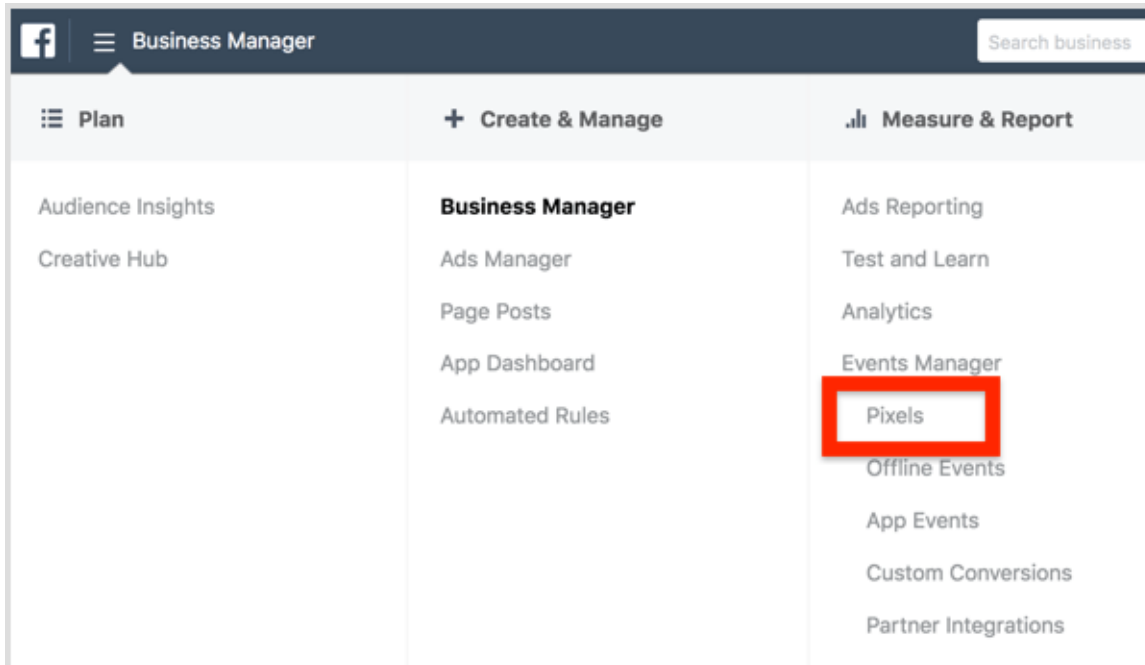 Business Manager
Search business
Plan
Audience Insights
Creative Hub
Create & Manage
Business Manager
Ads Manager
Page Posts
App Dashboard
Automated Rules
Measure & Report
Ads Reporting
Test and Learn
Analytics
Events Manager
Pixels
Offline Events
App Events
Custom Conversions
Partner Integrations